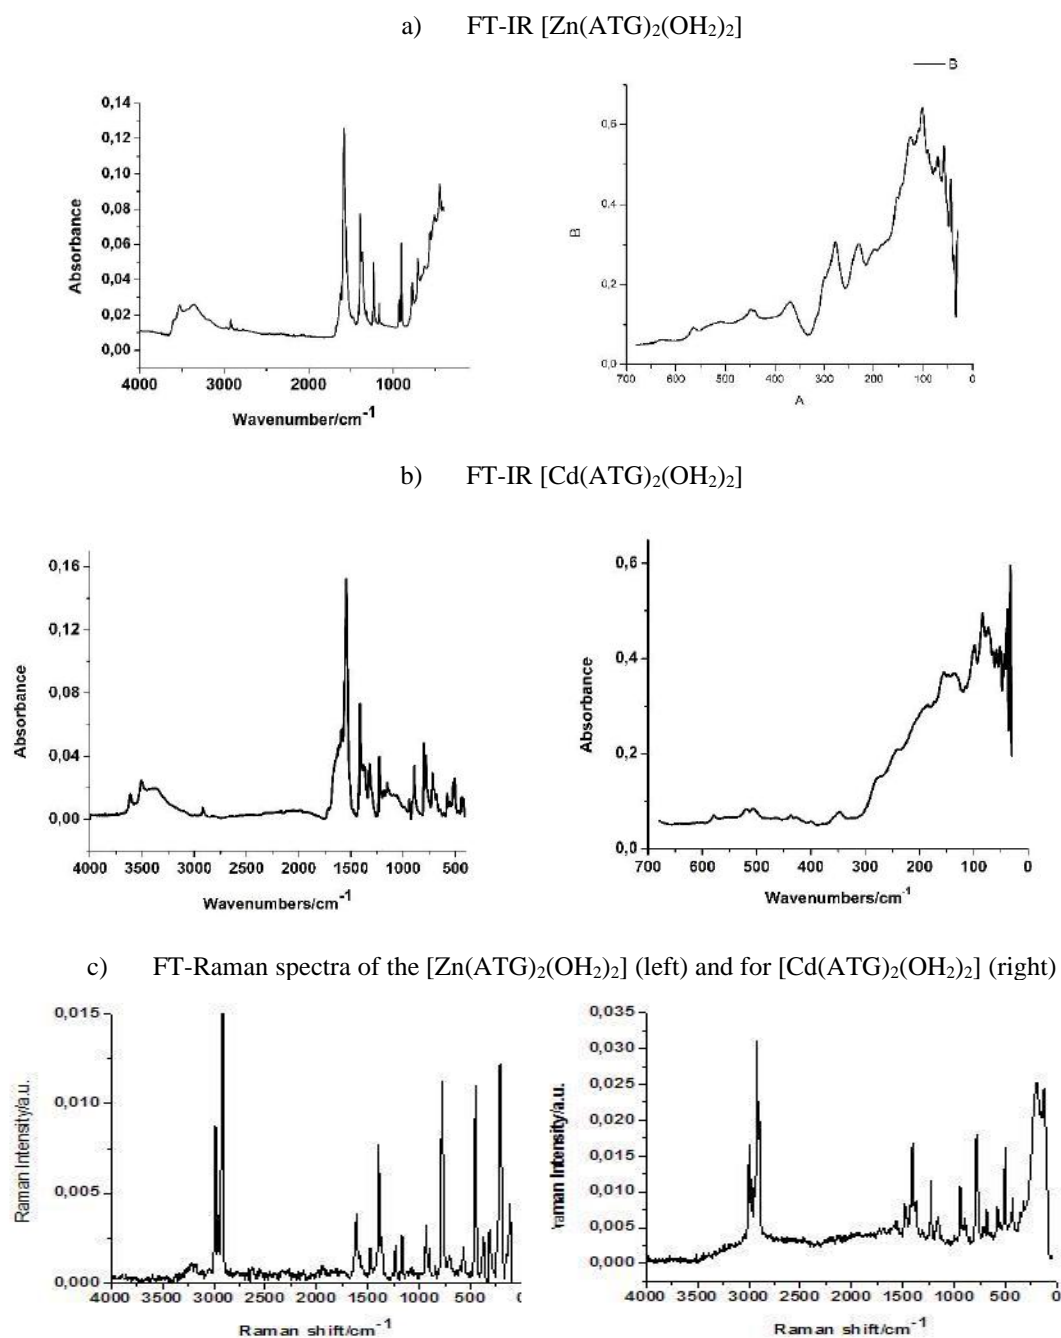 a) FT-IR [Zn(ATG)₂(OH₂)₂]
0,14
0,12
0,10
0,08
0,06
0,04
0,02
0,00
Absorbance
4000 3000 2000 1000
Wavenumber/cm⁻¹
B
0,6
0,4
0,2
0,0
B
700 600 500 400 300 200 100 0
A
b) FT-IR [Cd(ATG)₂(OH₂)₂]
0,16
0,12
0,08
0,04
0,00
Absorbance
4000 3500 3000 2500 2000 1500 1000 500
Wavenumbers/cm⁻¹
0,6
0,4
0,2
0,0
Absorbance
700 600 500 400 300 200 100 0
Wavenumbers/cm⁻¹
c) FT-Raman spectra of the [Zn(ATG)₂(OH₂)₂] (left) and for [Cd(ATG)₂(OH₂)₂] (right)
0,015
0,010
0,005
0,000
Raman Intensity/a.u.
4000 3500 3000 2500 2000 1500 1000 500 0
Raman shift/cm⁻¹
0,035
0,030
0,025
0,020
0,015
0,010
0,005
0,000
Raman Intensity/a.u.
4000 3500 3000 2500 2000 1500 1000 500 0
Raman shift/cm⁻¹